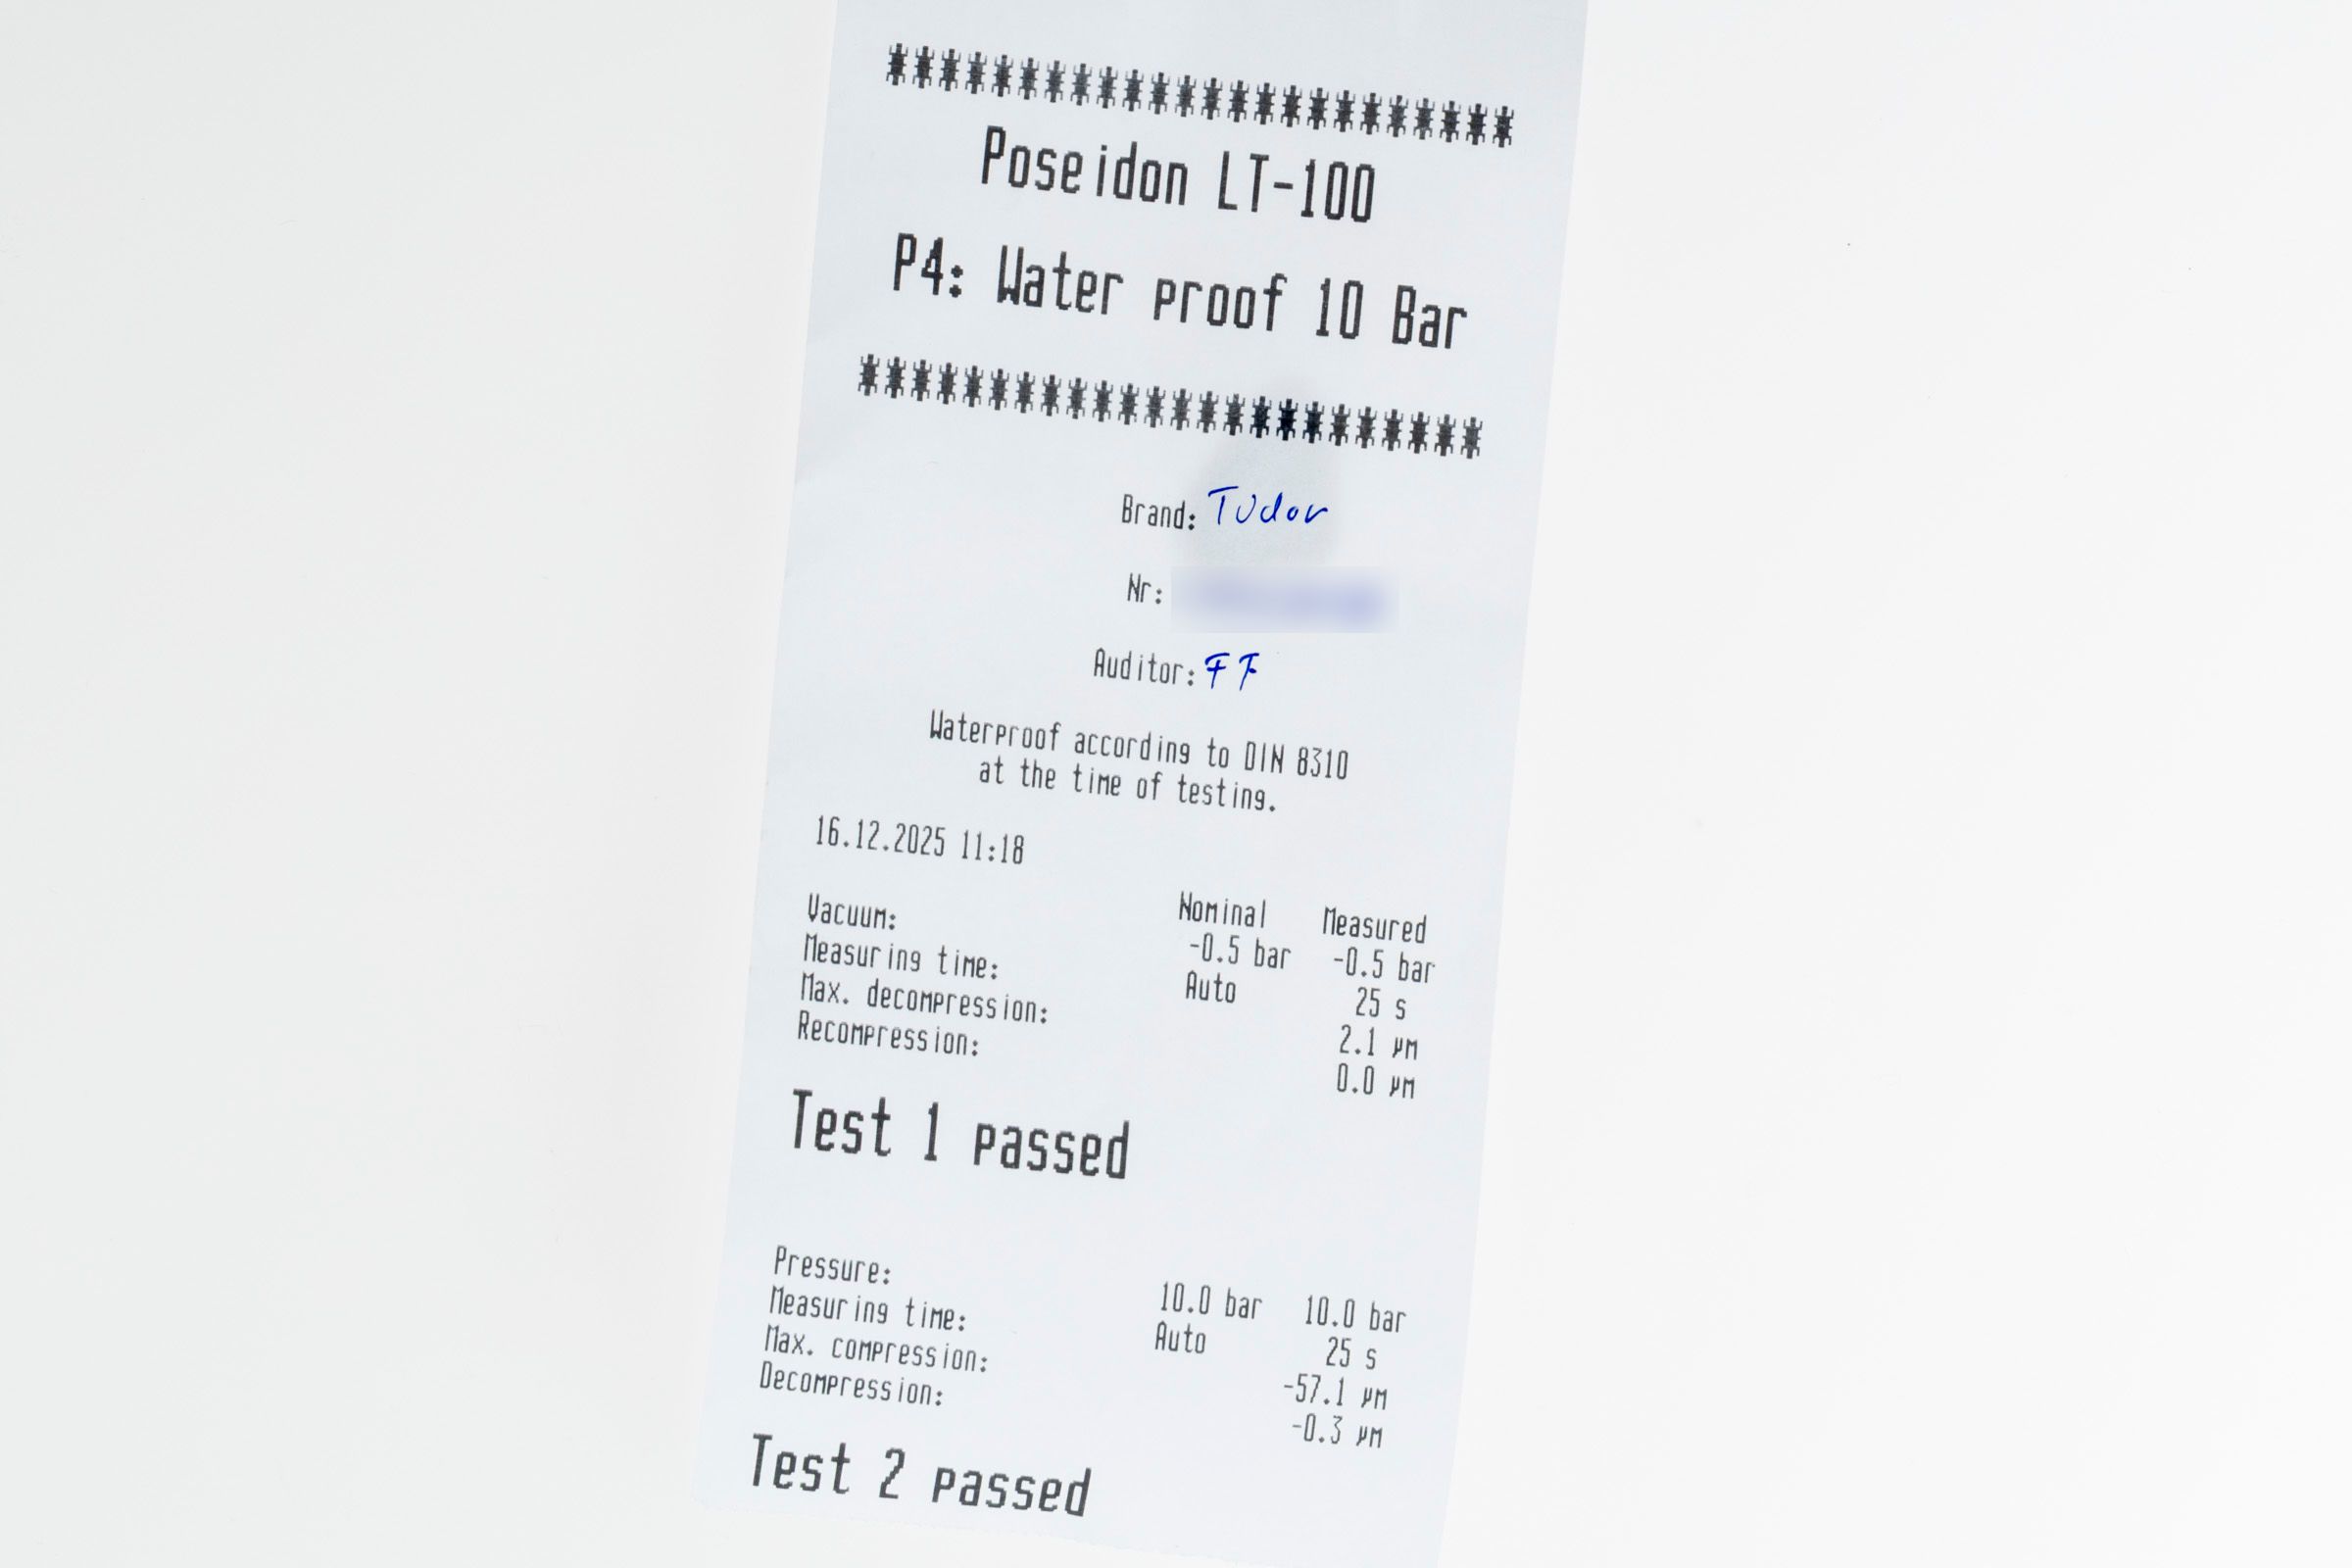 ************************
Poseidon LT-100
P4: Water proof 10 Bar
************************
Brand: Tudor
Nr:
Auditor: FF
Waterproof according to DIN 8310
at the time of testing.
16.12.2025 11:18
Nominal Measured
Vacuum: -0.5 bar -0.5 bar
Measuring time: Auto 25 s
Max. decompression: 2.1 µm
Recompression: 0.0 µm
Test 1 passed
Pressure: 10.0 bar 10.0 bar
Measuring time: Auto 25 s
Max. compression: -57.1 µm
Decompression: -0.3 µm
Test 2 passed